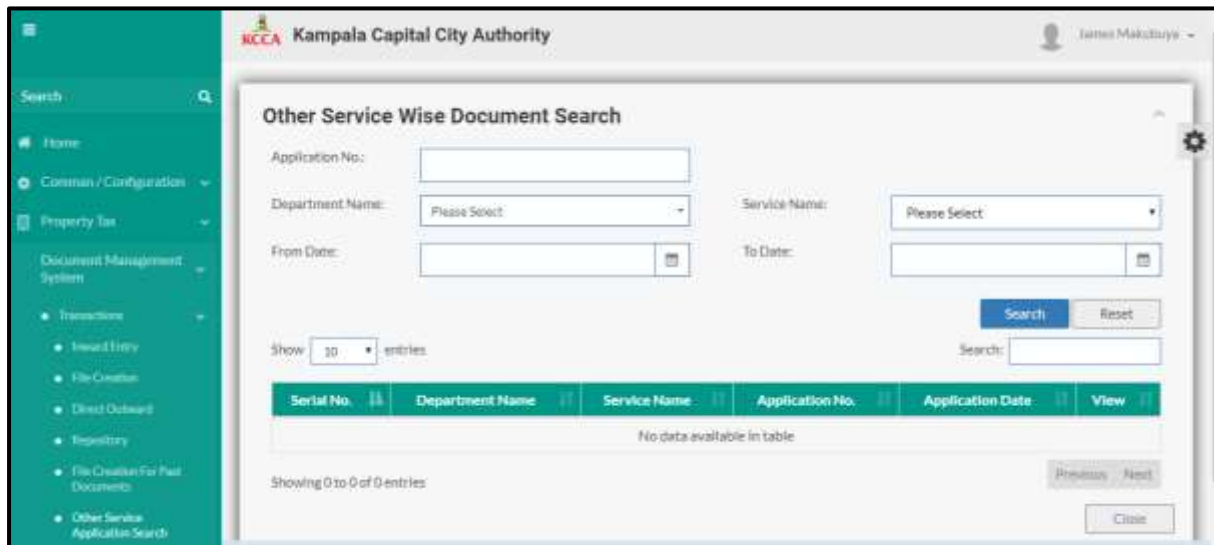 KCCA Kampala Capital City Authority
James Makubuya
Search
Home
Common / Configuration
Property Tax
Document Management
System
Transactions
Inward Entry
File Creation
Direct Outward
Repository
File Creation For Past
Documents
Other Service
Application Search
Other Service Wise Document Search
Application No.:
Department Name: Please Select
Service Name: Please Select
From Date:
To Date:
Search Reset
Show 10 entries
Search:
Serial No. Department Name Service Name Application No. Application Date View
No data available in table
Showing 0 to 0 of 0 entries
Previous Next
Close